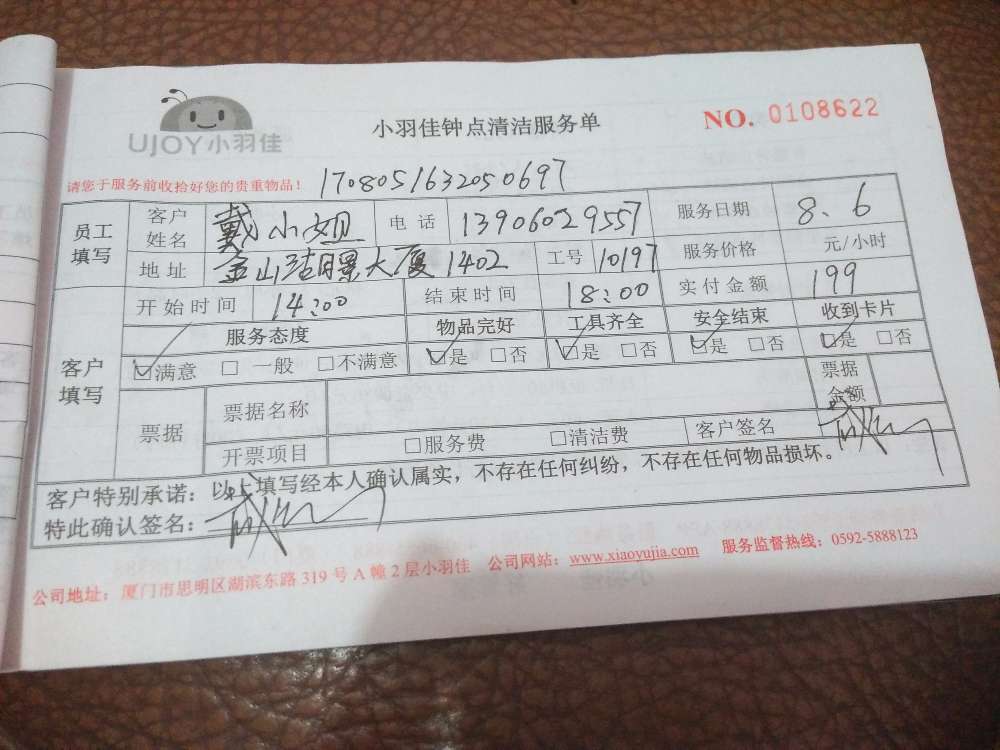 UJOY小羽佳
小羽佳钟点清洁服务单
NO. 0108622
请您于服务前收拾好您的贵重物品！ 1708051632050697
员工填写 客户姓名 戴小姐 电话 13906029557 服务日期 8.6
地址 金山 大厦1402 工号 10197 服务价格 元/小时
客户填写 开始时间 14:00 结束时间 18:00 实付金额 199
服务态度 物品完好 工具齐全 安全结束 收到卡片
☑满意 □一般 □不满意 ☑是 □否 ☑是 □否 ☑是 □否 ☑是 □否
票据 票据名称 票据金额
开票项目 □服务费 □清洁费 客户签名
客户特别承诺：以上填写经本人确认属实，不存在任何纠纷，不存在任何物品损坏。
特此确认签名：
公司地址：厦门市思明区湖滨东路319号A幢2层小羽佳 公司网站：www.xiaoyujia.com 服务监督热线：0592-5888123